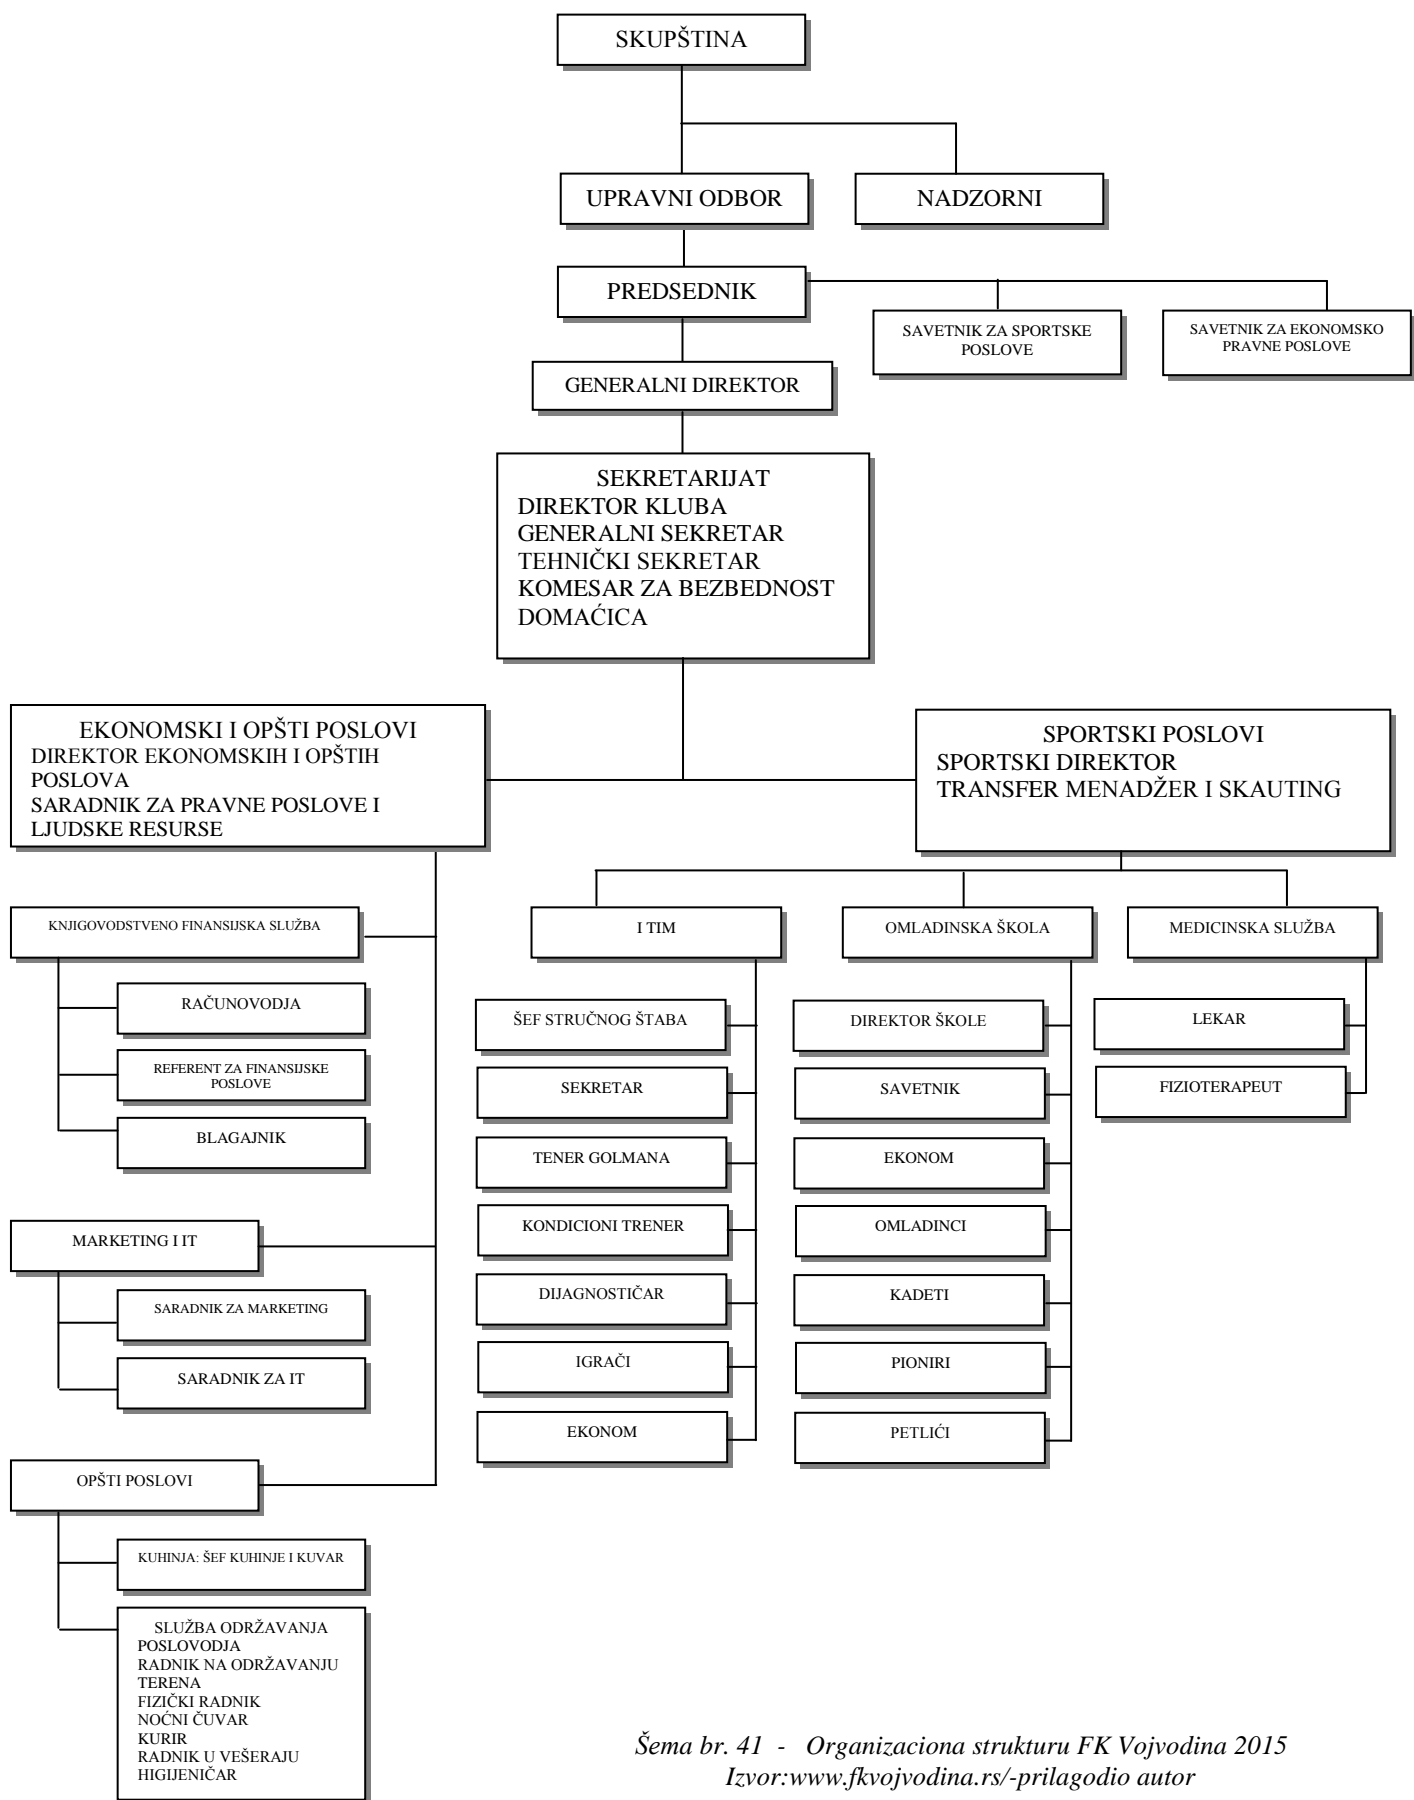 SKUPŠTINA
UPRAVNI ODBOR
NADZORNI
PREDSEDNIK
SAVETNIK ZA SPORTSKE
POSLOVE
SAVETNIK ZA EKONOMSKO
PRAVNE POSLOVE
GENERALNI DIREKTOR
SEKRETARIJAT
DIREKTOR KLUBA
GENERALNI SEKRETAR
TEHNIČKI SEKRETAR
KOMESAR ZA BEZBEDNOST
DOMAĆICA
EKONOMSKI I OPŠTI POSLOVI
DIREKTOR EKONOMSKIH I OPŠTIH
POSLOVA
SARADNIK ZA PRAVNE POSLOVE I
LJUDSKE RESURSE
SPORTSKI POSLOVI
SPORTSKI DIREKTOR
TRANSFER MENADŽER I SKAUTING
KNJIGOVODSTVENO FINANSIJSKA SLUŽBA
RAČUNOVODJA
REFERENT ZA FINANSIJSKE
POSLOVE
BLAGAJNIK
MARKETING I IT
SARADNIK ZA MARKETING
SARADNIK ZA IT
OPŠTI POSLOVI
KUHINJA: ŠEF KUHINJE I KUVAR
SLUŽBA ODRŽAVANJA
POSLOVODJA
RADNIK NA ODRŽAVANJU
TERENA
FIZIČKI RADNIK
NOĆNI ČUVAR
KURIR
RADNIK U VEŠERAJU
HIGIJENIČAR
I TIM
ŠEF STRUČNOG ŠTABA
SEKRETAR
TENER GOLMANA
KONDICIONI TRENER
DIJAGNOSTIČAR
IGRAČI
EKONOM
OMLADINSKA ŠKOLA
DIREKTOR ŠKOLE
SAVETNIK
EKONOM
OMLADINCI
KADETI
PIONIRI
PETLIĆI
MEDICINSKA SLUŽBA
LEKAR
FIZIOTERAPEUT
Šema br. 41 - Organizaciona strukturu FK Vojvodina 2015
Izvor:www.fkvojvodina.rs/-prilagodio autor